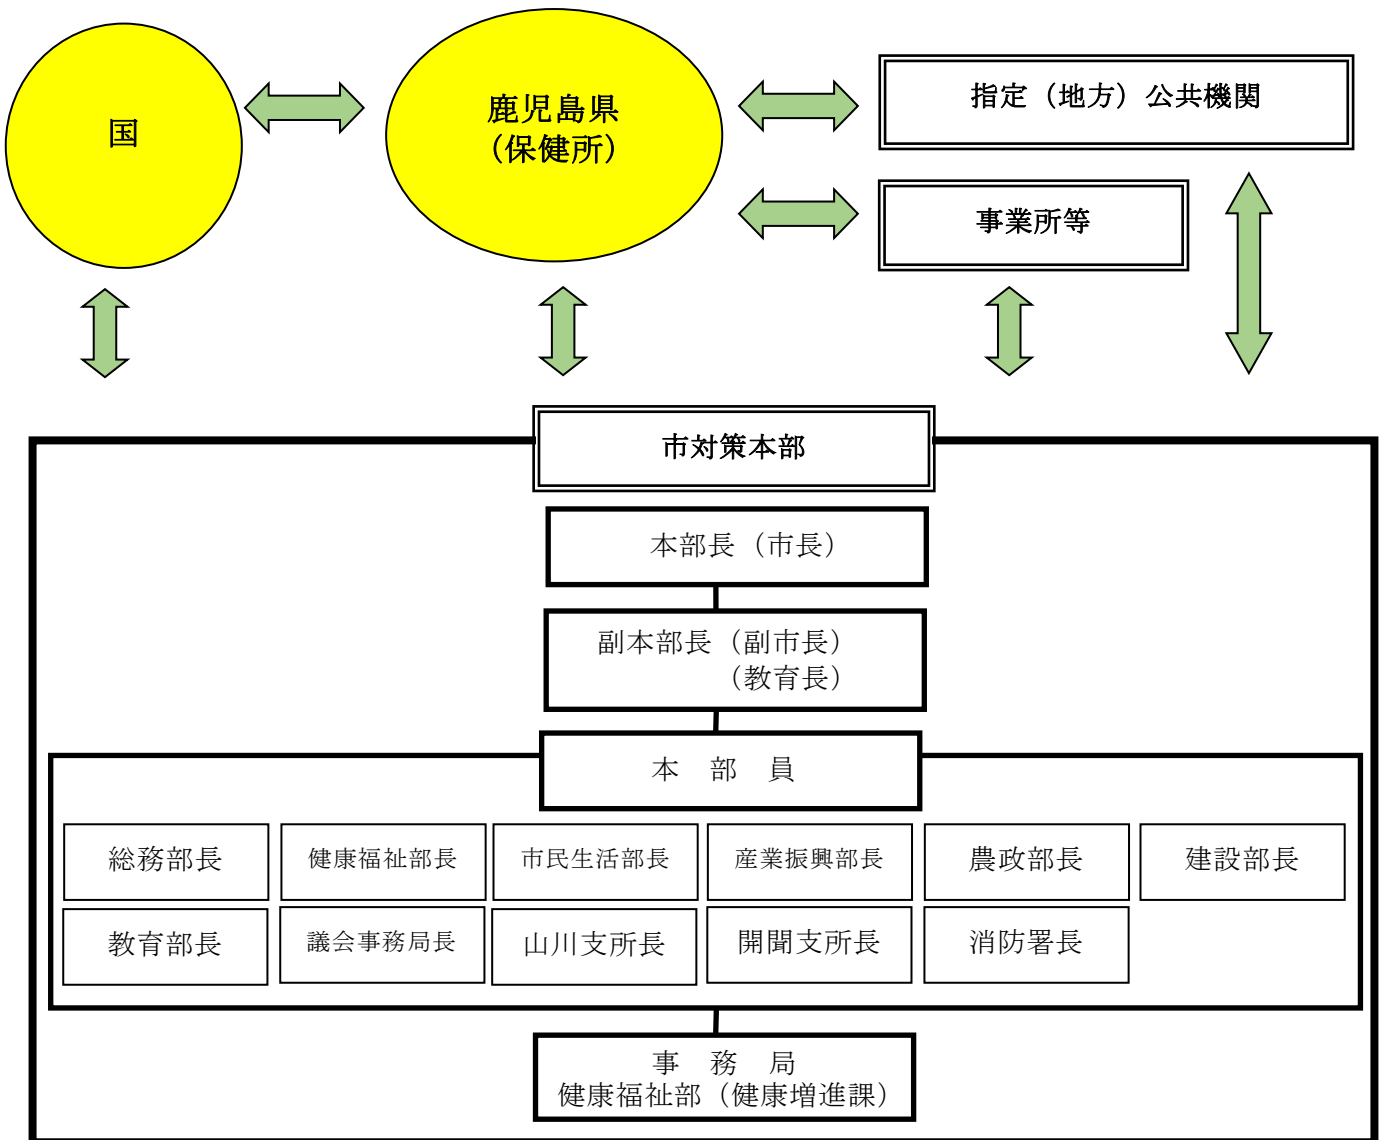 国
鹿児島県
（保健所）
指定（地方）公共機関
事業所等
市対策本部
本部長（市長）
副本部長（副市長）
（教育長）
本　部　員
総務部長
健康福祉部長
市民生活部長
産業振興部長
農政部長
建設部長
教育部長
議会事務局長
山川支所長
開聞支所長
消防署長
事　務　局
健康福祉部（健康増進課）